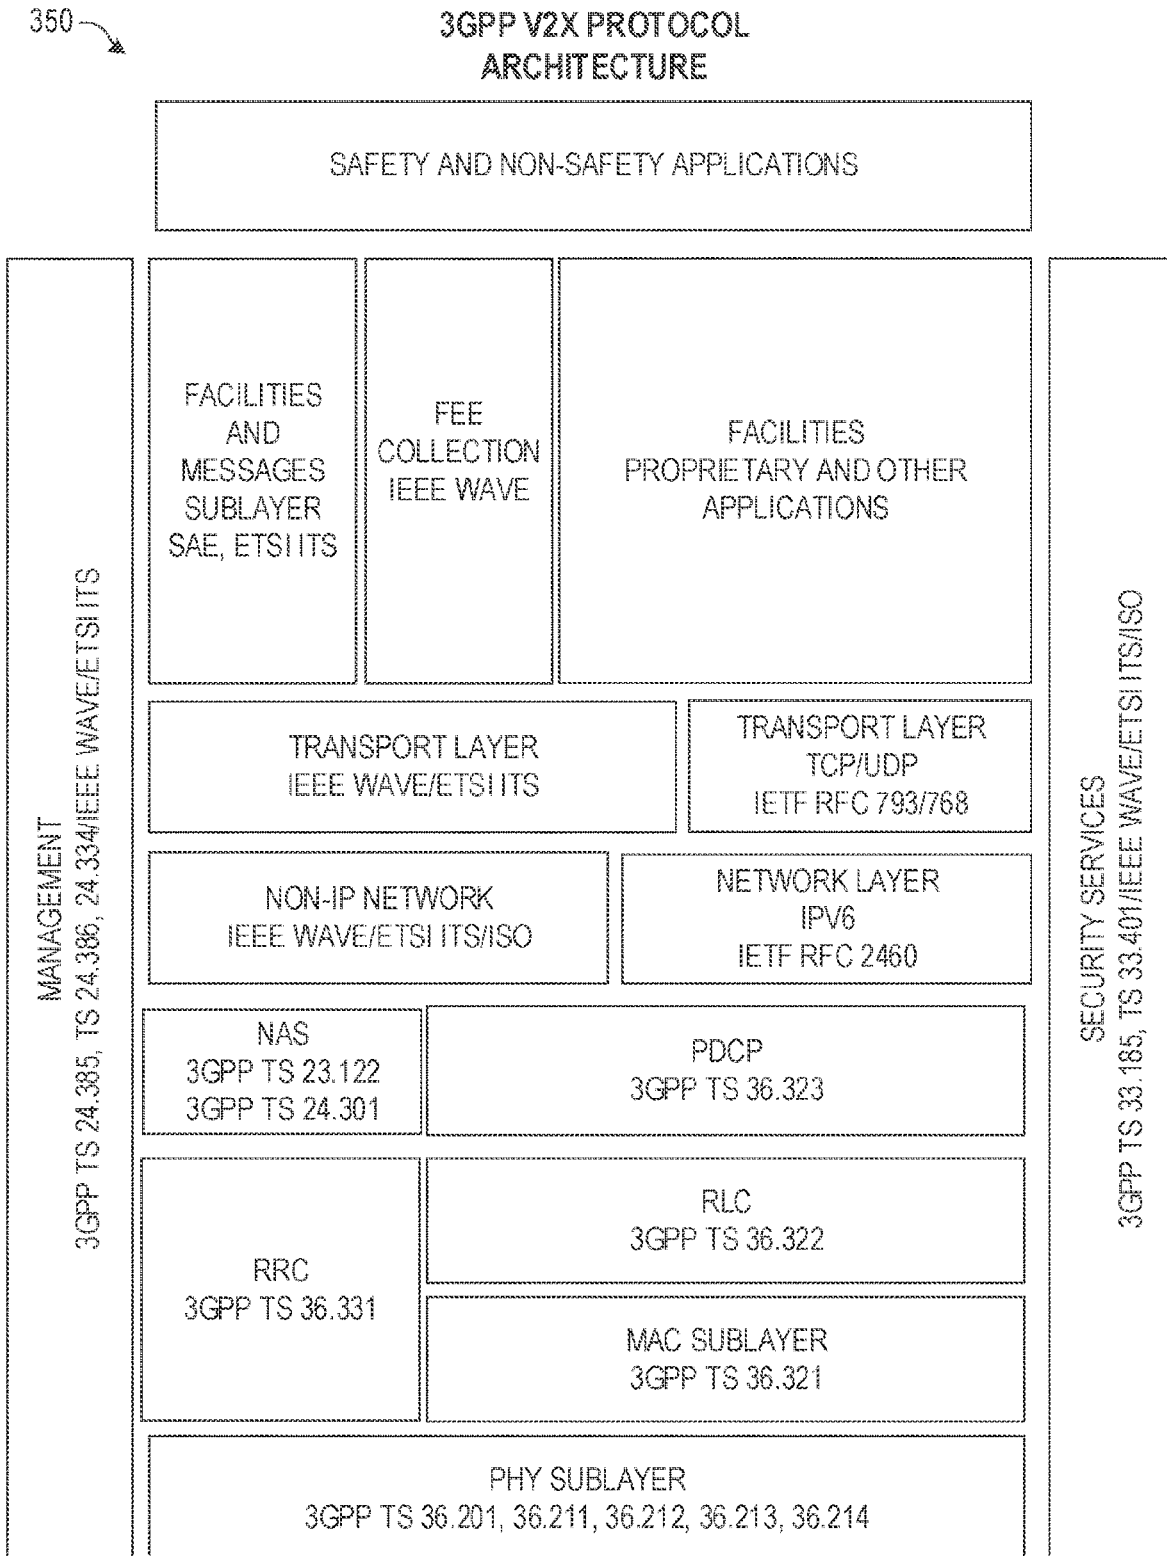 350
3GPP V2X PROTOCOL
ARCHITECTURE
SAFETY AND NON-SAFETY APPLICATIONS
MANAGEMENT
3GPP TS 24.385, TS 24.386, 24.334/IEEE WAVE/ETSI ITS
FACILITIES
AND
MESSAGES
SUBLAYER
SAE, ETSI ITS
FEE
COLLECTION
IEEE WAVE
FACILITIES
PROPRIETARY AND OTHER
APPLICATIONS
TRANSPORT LAYER
IEEE WAVE/ETSI ITS
TRANSPORT LAYER
TCP/UDP
IETF RFC 793/768
NON-IP NETWORK
IEEE WAVE/ETSI ITS/ISO
NETWORK LAYER
IPV6
IETF RFC 2460
NAS
3GPP TS 23.122
3GPP TS 24.301
PDCP
3GPP TS 36.323
RRC
3GPP TS 36.331
RLC
3GPP TS 36.322
MAC SUBLAYER
3GPP TS 36.321
PHY SUBLAYER
3GPP TS 36.201, 36.211, 36.212, 36.213, 36.214
SECURITY SERVICES
3GPP TS 33.185, TS 33.401/IEEE WAVE/ETSI ITS/ISO